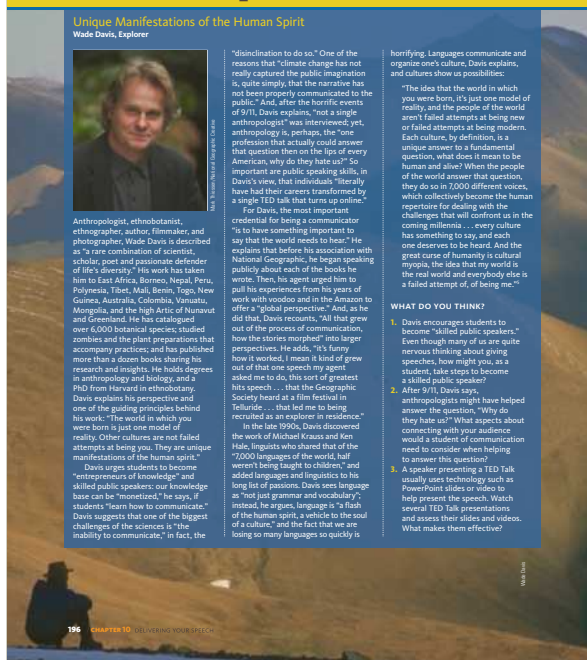 Unique Manifestations of the Human Spirit
Wade Davis, Explorer
Mark Thiessen/National Geographic Creative
Anthropologist, ethnobotanist,
ethnographer, author, filmmaker, and
photographer, Wade Davis is described
as "a rare combination of scientist,
scholar, poet and passionate defender
of life's diversity." His work has taken
him to East Africa, Borneo, Nepal, Peru,
Polynesia, Tibet, Mali, Benin, Togo, New
Guinea, Australia, Colombia, Vanuatu,
Mongolia, and the high Artic of Nunavut
and Greenland. He has catalogued
over 6,000 botanical species; studied
zombies and the plant preparations that
accompany practices; and has published
more than a dozen books sharing his
research and insights. He holds degrees
in anthropology and biology, and a
PhD from Harvard in ethnobotany.
Davis explains his perspective and
one of the guiding principles behind
his work: "The world in which you
were born is just one model of
reality. Other cultures are not failed
attempts at being you. They are unique
manifestations of the human spirit."
Davis urges students to become
"entrepreneurs of knowledge" and
skilled public speakers: our knowledge
base can be "monetized," he says, if
students "learn how to communicate."
Davis suggests that one of the biggest
challenges of the sciences is "the
inability to communicate," in fact, the
"disinclination to do so." One of the
reasons that "climate change has not
really captured the public imagination
is, quite simply, that the narrative has
not been properly communicated to the
public." And, after the horrific events
of 9/11, Davis explains, "not a single
anthropologist" was interviewed; yet,
anthropology is, perhaps, the "one
profession that actually could answer
that question then on the lips of every
American, why do they hate us?" So
important are public speaking skills, in
Davis's view, that individuals "literally
have had their careers transformed by
a single TED talk that turns up online."
For Davis, the most important
credential for being a communicator
"is to have something important to
say that the world needs to hear." He
explains that before his association with
National Geographic, he began speaking
publicly about each of the books he
wrote. Then, his agent urged him to
pull his experiences from his years of
work with voodoo and in the Amazon to
offer a "global perspective." And, as he
did that, Davis recounts, "All that grew
out of the process of communication,
how the stories morphed" into larger
perspectives. He adds, "it's funny
how it worked, I mean it kind of grew
out of that one speech my agent
asked me to do, this sort of greatest
hits speech . . . that the Geographic
Society heard at a film festival in
Telluride . . . that led me to being
recruited as an explorer in residence."
In the late 1990s, Davis discovered
the work of Michael Krauss and Ken
Hale, linguists who shared that of the
"7,000 languages of the world, half
weren't being taught to children," and
added languages and linguistics to his
long list of passions. Davis sees language
as "not just grammar and vocabulary";
instead, he argues, language is "a flash
of the human spirit, a vehicle to the soul
of a culture," and the fact that we are
losing so many languages so quickly is
horrifying. Languages communicate and
organize one's culture, Davis explains,
and cultures show us possibilities:
"The idea that the world in which
you were born, it's just one model of
reality, and the people of the world
aren't failed attempts at being new
or failed attempts at being modern.
Each culture, by definition, is a
unique answer to a fundamental
question, what does it mean to be
human and alive? When the people
of the world answer that question,
they do so in 7,000 different voices,
which collectively become the human
repertoire for dealing with the
challenges that will confront us in the
coming millennia . . . every culture
has something to say, and each
one deserves to be heard. And the
great curse of humanity is cultural
myopia, the idea that my world is
the real world and everybody else is
a failed attempt of, of being me."
WHAT DO YOU THINK?
1. Davis encourages students to
become "skilled public speakers."
Even though many of us are quite
nervous thinking about giving
speeches, how might you, as a
student, take steps to become
a skilled public speaker?
2. After 9/11, Davis says,
anthropologists might have helped
answer the question, "Why do
they hate us?" What aspects about
connecting with your audience
would a student of communication
need to consider when helping
to answer this question?
3. A speaker presenting a TED Talk
usually uses technology such as
PowerPoint slides or video to
help present the speech. Watch
several TED Talk presentations
and assess their slides and videos.
What makes them effective?
Wade Davis
196 CHAPTER 10 DELIVERING YOUR SPEECH